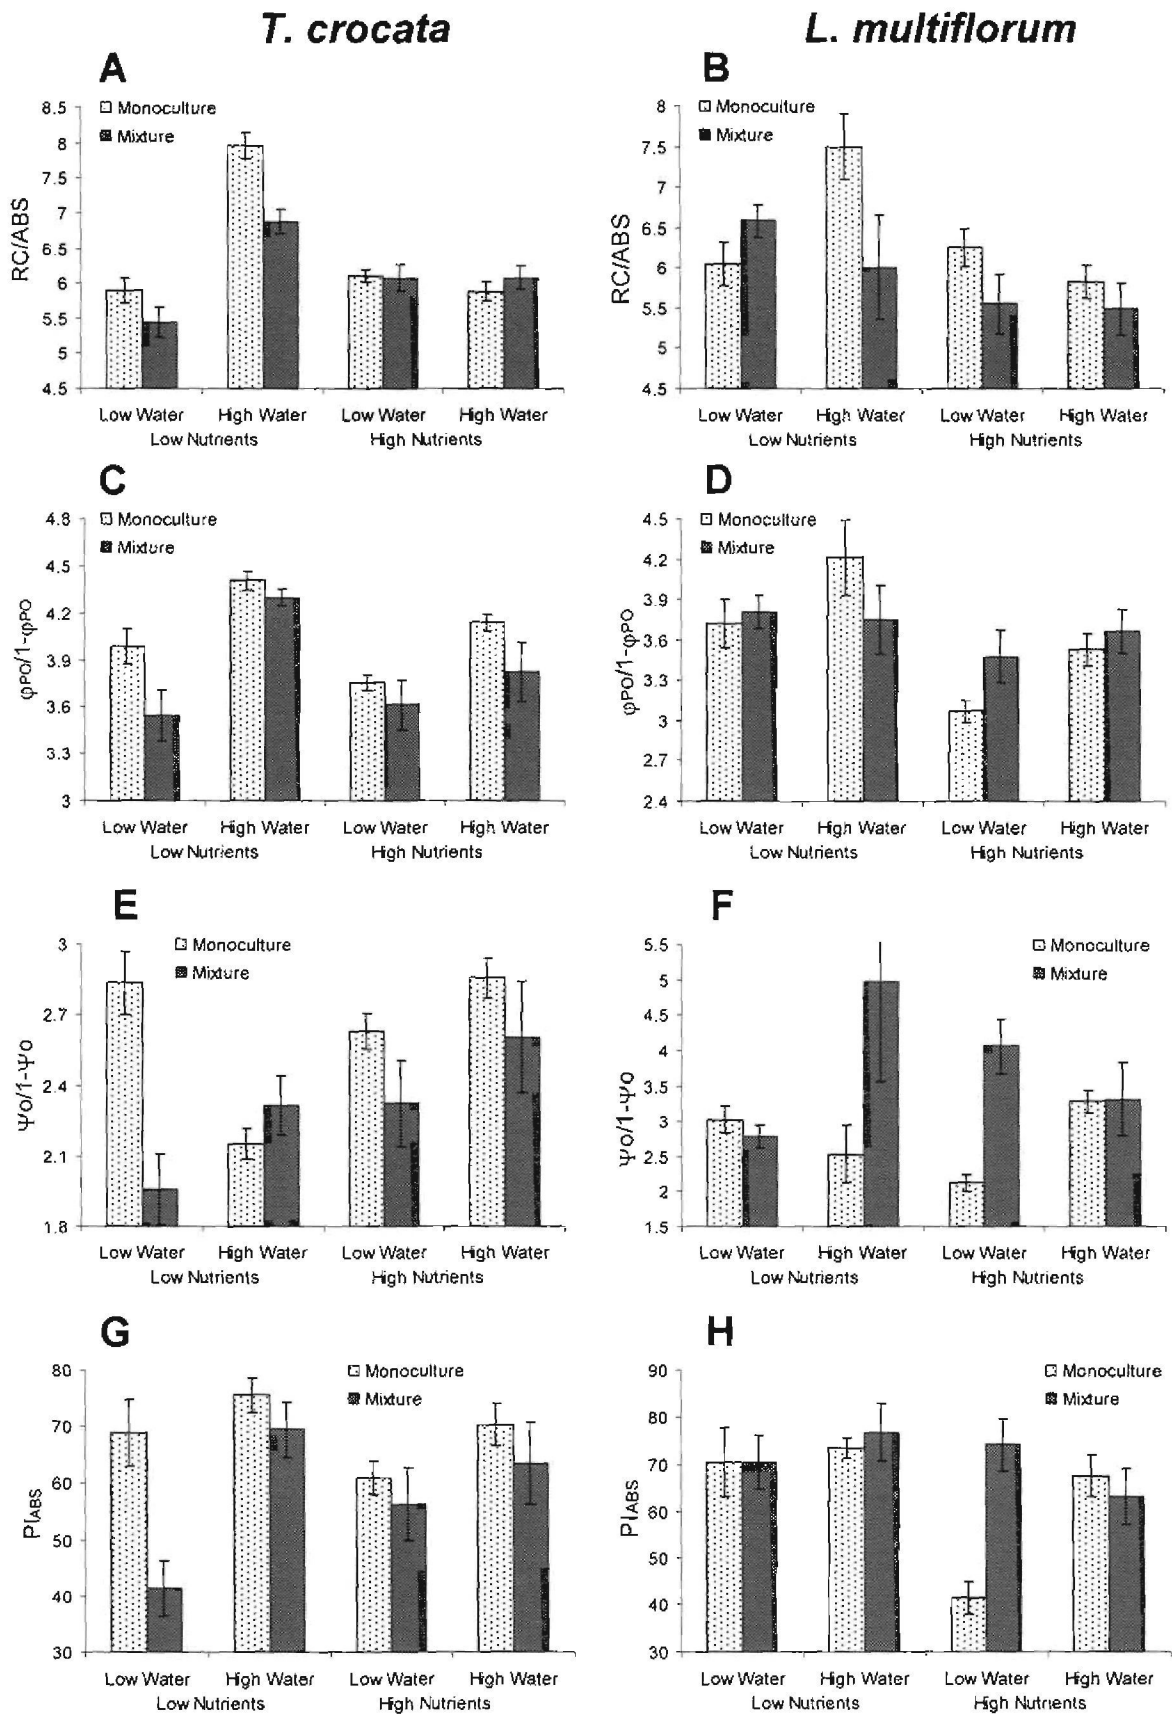 T. crocata
L. multiflorum
A
Monoculture
Mixture
8.5
8
7.5
7
6.5
6
5.5
5
4.5
RC/ABS
Low Water
High Water
Low Water
High Water
Low Nutrients
High Nutrients
B
Monoculture
Mixture
8
7.5
7
6.5
6
5.5
5
4.5
RC/ABS
Low Water
High Water
Low Water
High Water
Low Nutrients
High Nutrients
C
Monoculture
Mixture
4.8
4.5
4.2
3.9
3.6
3.3
3
φPO/1-φPO
Low Water
High Water
Low Water
High Water
Low Nutrients
High Nutrients
D
Monoculture
Mixture
4.5
4.2
3.9
3.6
3.3
3
2.7
2.4
φPO/1-φPO
Low Water
High Water
Low Water
High Water
Low Nutrients
High Nutrients
E
Monoculture
Mixture
3
2.7
2.4
2.1
1.8
ΨO/1-ΨO
Low Water
High Water
Low Water
High Water
Low Nutrients
High Nutrients
F
Monoculture
Mixture
5.5
5
4.5
4
3.5
3
2.5
2
1.5
ΨO/1-ΨO
Low Water
High Water
Low Water
High Water
Low Nutrients
High Nutrients
G
Monoculture
Mixture
80
70
60
50
40
30
PIABS
Low Water
High Water
Low Water
High Water
Low Nutrients
High Nutrients
H
Monoculture
Mixture
90
80
70
60
50
40
30
PIABS
Low Water
High Water
Low Water
High Water
Low Nutrients
High Nutrients